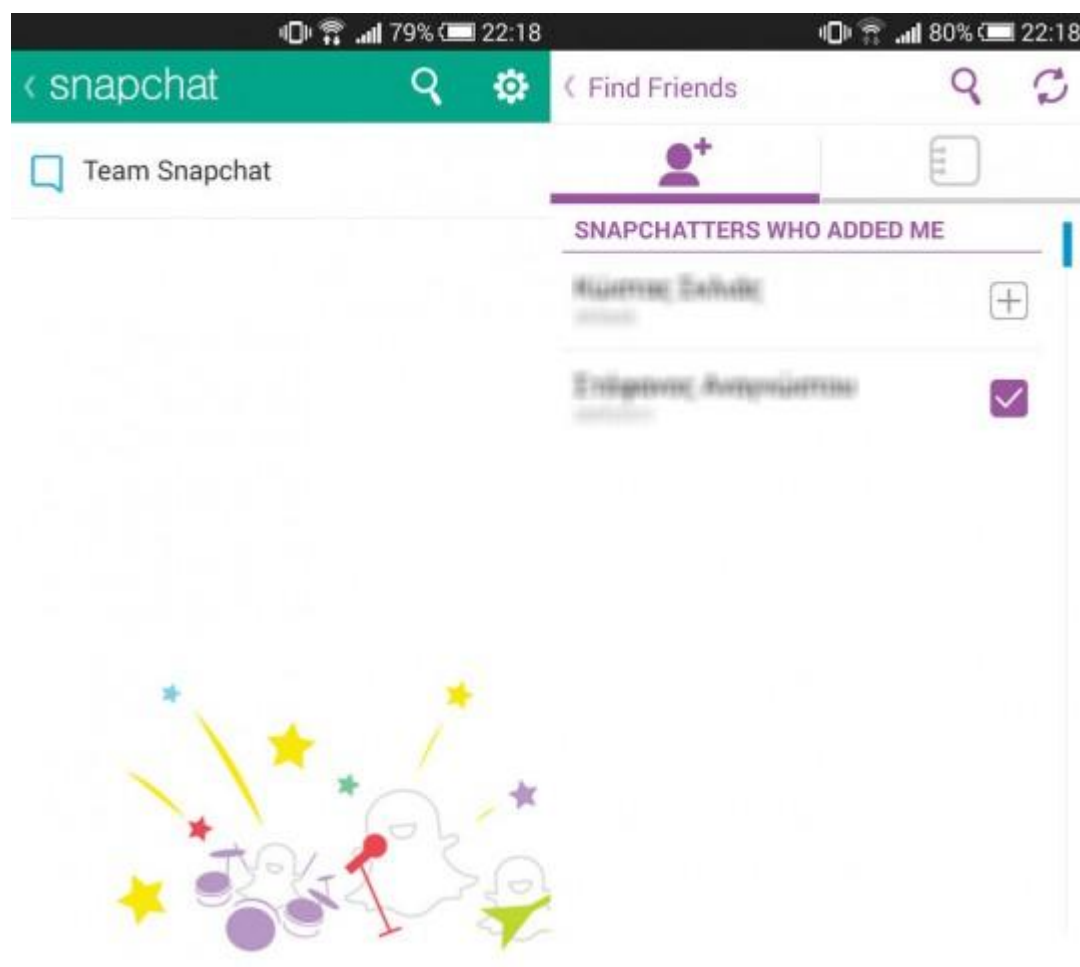 79% 22:18
snapchat
Team Snapchat
80% 22:18
Find Friends
SNAPCHATTERS WHO ADDED ME